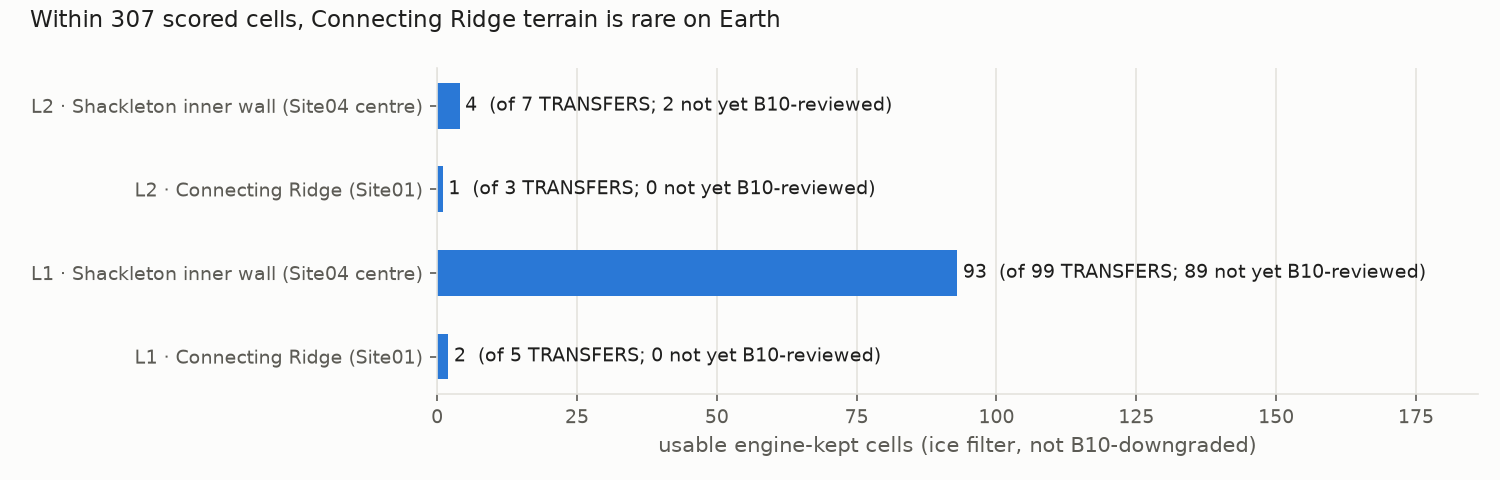 Within 307 scored cells, Connecting Ridge terrain is rare on Earth
L2 · Shackleton inner wall (Site04 centre) 4 (of 7 TRANSFERS; 2 not yet B10-reviewed)
L2 · Connecting Ridge (Site01) 1 (of 3 TRANSFERS; 0 not yet B10-reviewed)
L1 · Shackleton inner wall (Site04 centre) 93 (of 99 TRANSFERS; 89 not yet B10-reviewed)
L1 · Connecting Ridge (Site01) 2 (of 5 TRANSFERS; 0 not yet B10-reviewed)
0 25 50 75 100 125 150 175
usable engine-kept cells (ice filter, not B10-downgraded)